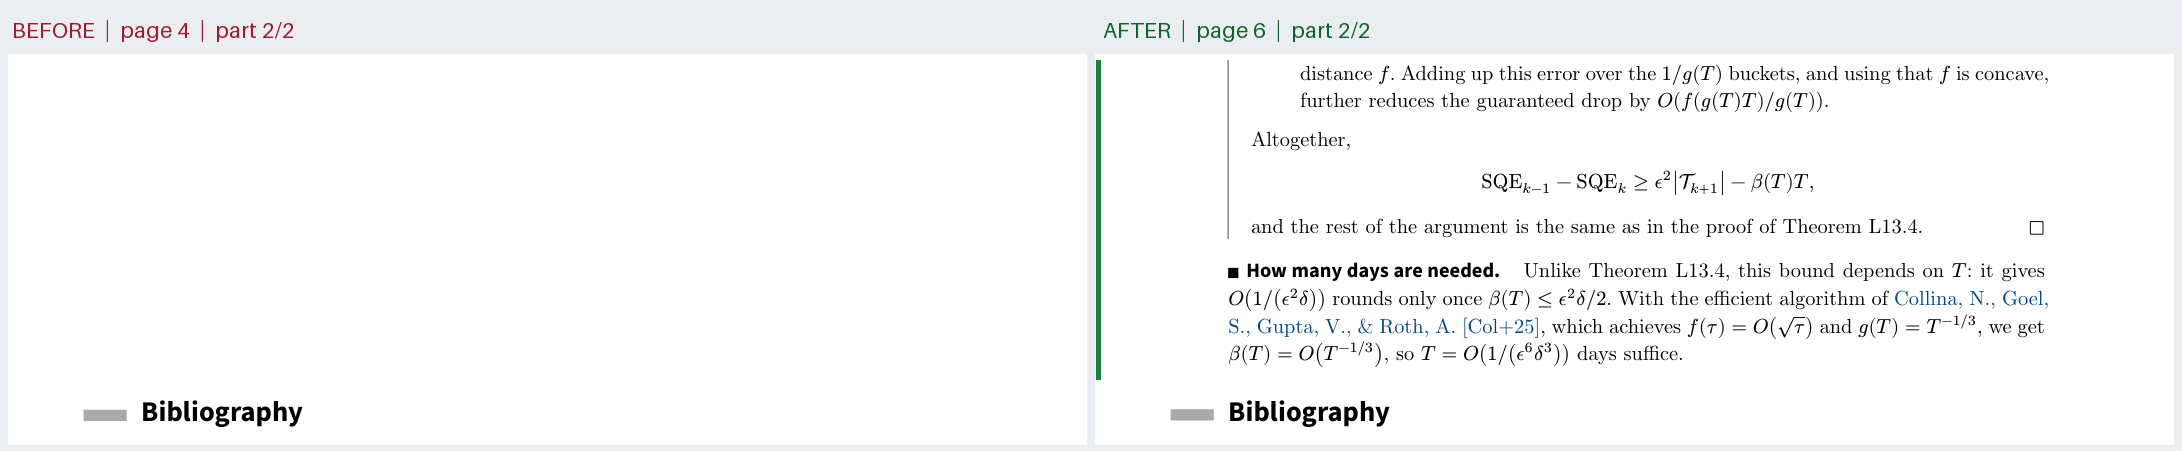 BEFORE | page 4 | part 2/2
Bibliography
AFTER | page 6 | part 2/2
distance f. Adding up this error over the 1/g(T) buckets, and using that f is concave,
further reduces the guaranteed drop by O(f(g(T)T)/g(T)).
Altogether,
SQE_{k−1} − SQE_k ≥ ϵ²|𝒯_{k+1}| − β(T)T,
and the rest of the argument is the same as in the proof of Theorem L13.4. □
■ How many days are needed. Unlike Theorem L13.4, this bound depends on T: it gives
O(1/(ϵ²δ)) rounds only once β(T) ≤ ϵ²δ/2. With the efficient algorithm of Collina, N., Goel,
S., Gupta, V., & Roth, A. [Col+25], which achieves f(τ) = O(√τ) and g(T) = T^{−1/3}, we get
β(T) = O(T^{−1/3}), so T = O(1/(ϵ⁶δ³)) days suffice.
Bibliography